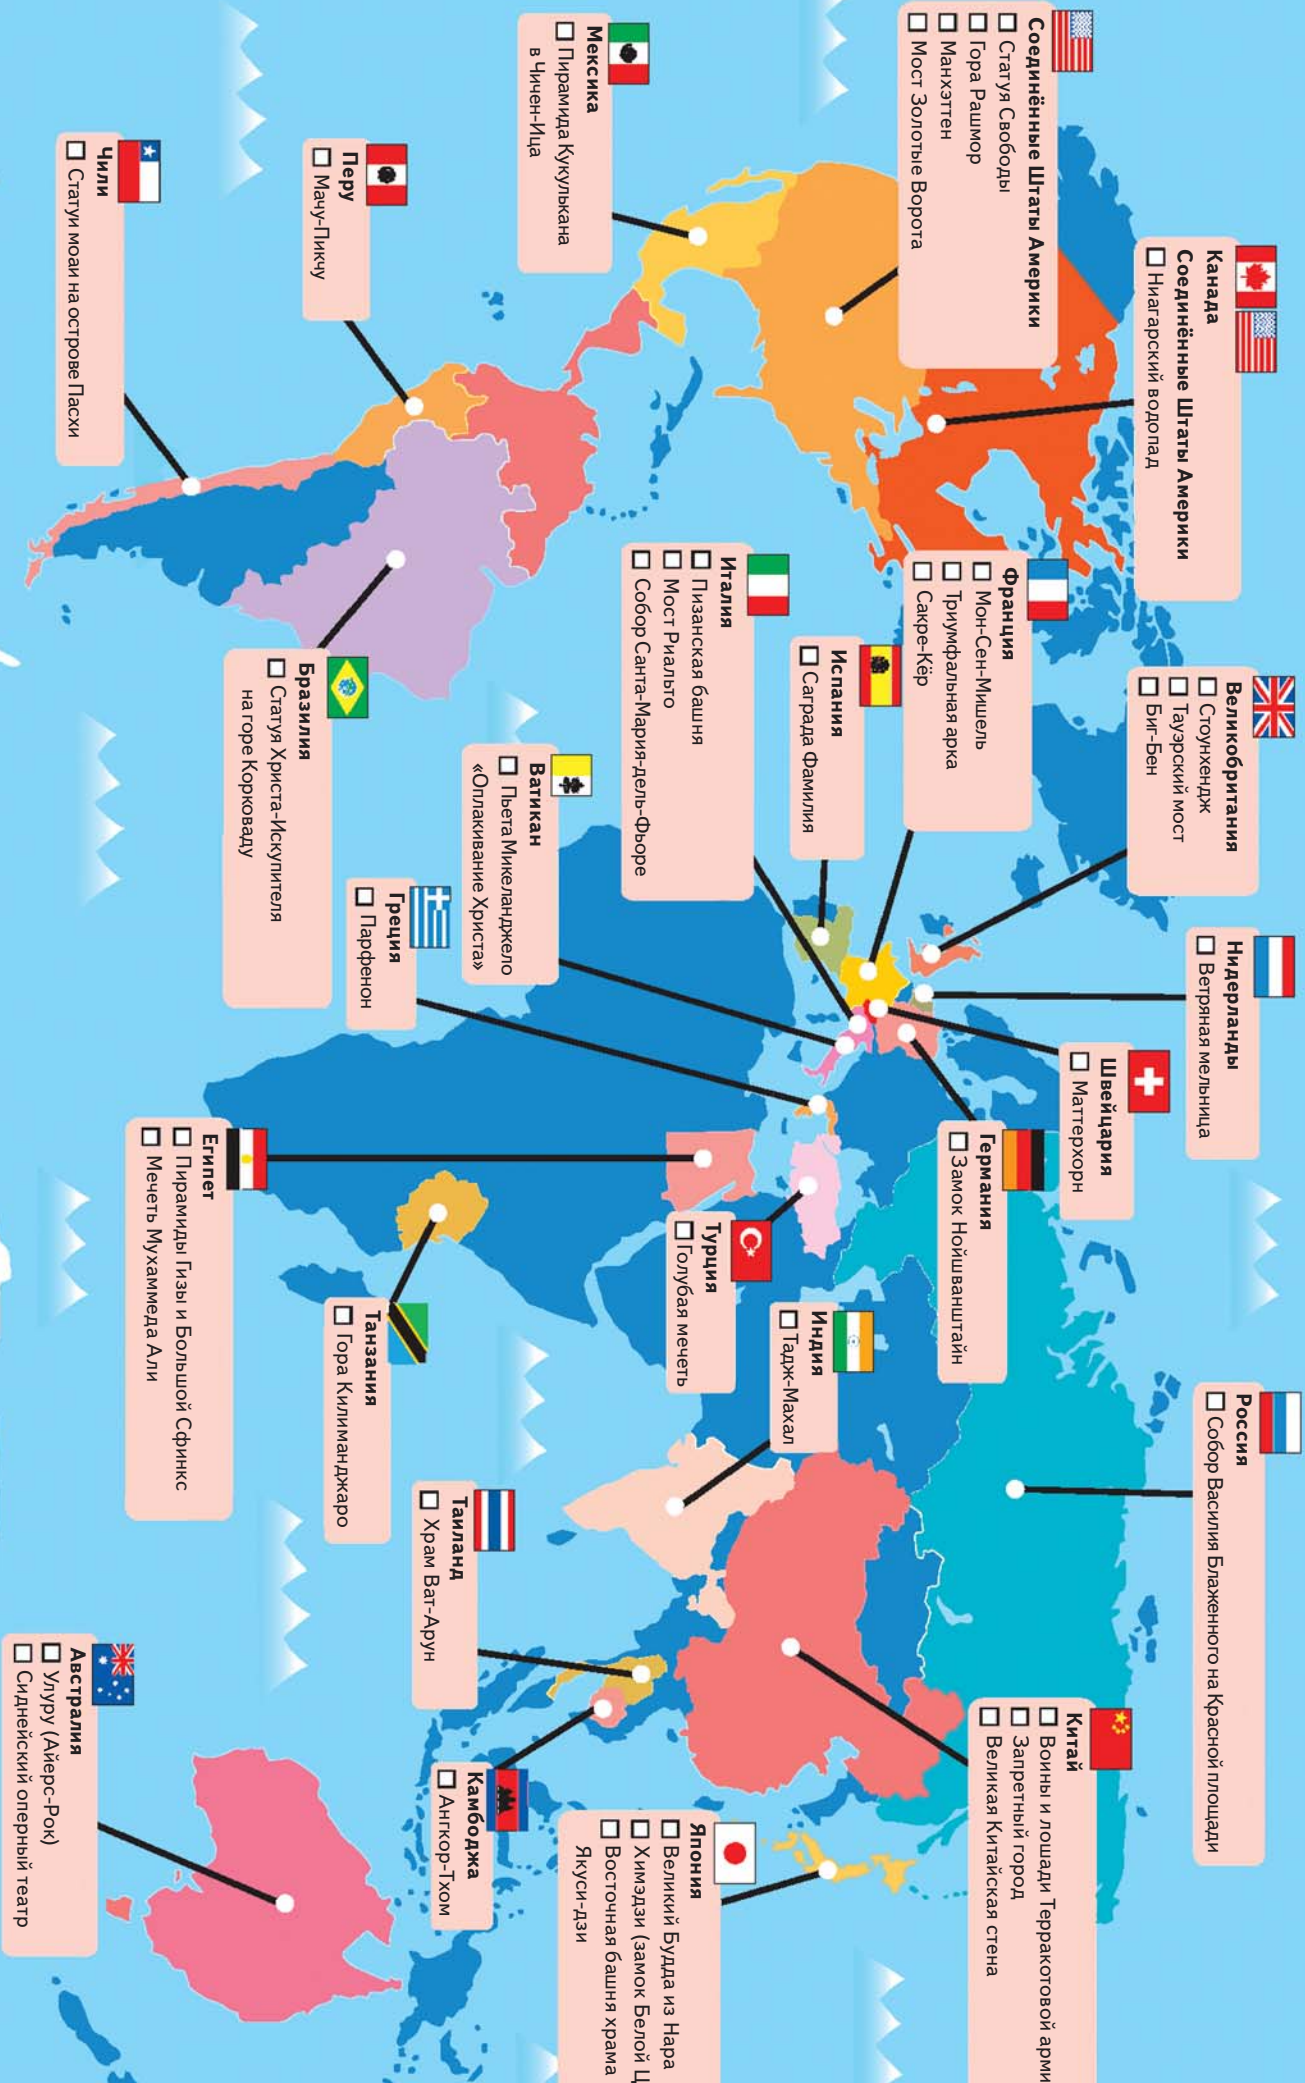 Соединённые Штаты Америки
Статуя Свободы
Гора Рашмор
Манхэттен
Мост Золотые Ворота
Канада
Соединённые Штаты Америки
Ниагарский водопад
Мексика
Пирамида Кукулькана
в Чичен-Ица
Перу
Мачу-Пикчу
Чили
Статуи моаи на острове Пасхи
Бразилия
Статуя Христа-Искупителя
на горе Корковаду
Великобритания
Стоунхендж
Тауэрский мост
Биг-Бен
Франция
Мон-Сен-Мишель
Триумфальная арка
Сакре-Кёр
Испания
Саграда Фамилия
Италия
Пизанская башня
Мост Риальто
Собор Санта-Мария-дель-Фьоре
Ватикан
Пьета Микеланджело
«Оплакивание Христа»
Греция
Парфенон
Нидерланды
Ветряная мельница
Швейцария
Маттерхорн
Германия
Замок Нойшванштайн
Турция
Голубая мечеть
Египет
Пирамиды Гизы и Большой Сфинкс
Мечеть Мухаммеда Али
Танзания
Гора Килиманджаро
Россия
Собор Василия Блаженного на Красной площади
Индия
Тадж-Махал
Таиланд
Храм Ват-Арун
Китай
Воины и лошади Терракотовой арми
Запретный город
Великая Китайская стена
Камбоджа
Ангкор-Тхом
Япония
Великий Будда из Нара
Химэдзи (замок Белой Ц
Восточная башня храма
Якуси-дзи
Австралия
Улуру (Айерс-Рок)
Сиднейский оперный театр